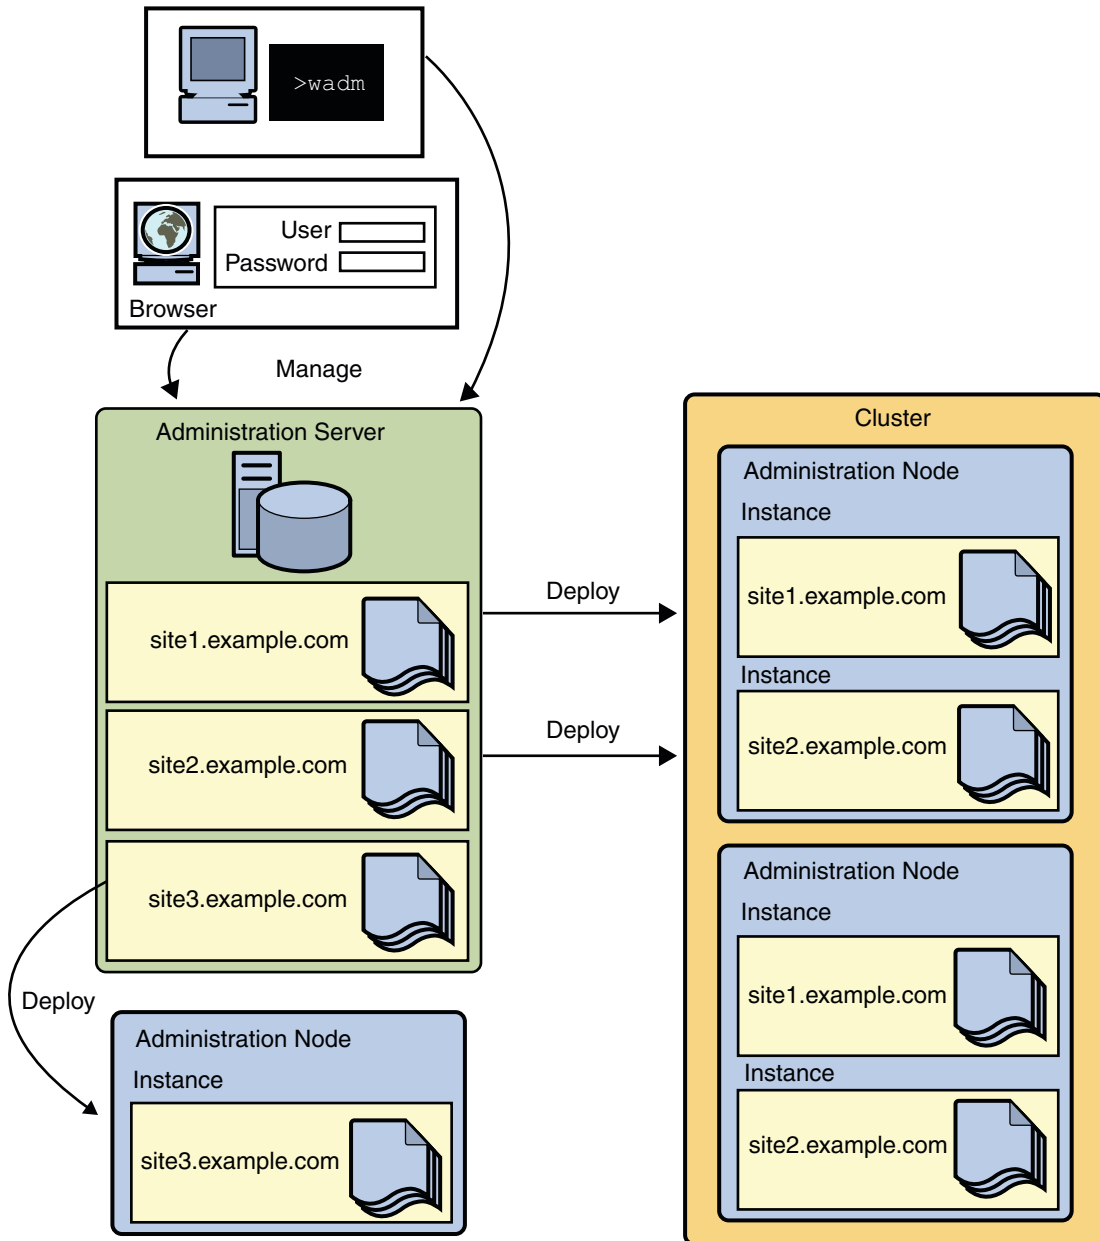 >wadm
User
Password
Browser
Manage
Administration Server
site1.example.com
site2.example.com
site3.example.com
Deploy
Deploy
Deploy
Administration Node
Instance
site3.example.com
Cluster
Administration Node
Instance
site1.example.com
Instance
site2.example.com
Administration Node
Instance
site1.example.com
Instance
site2.example.com